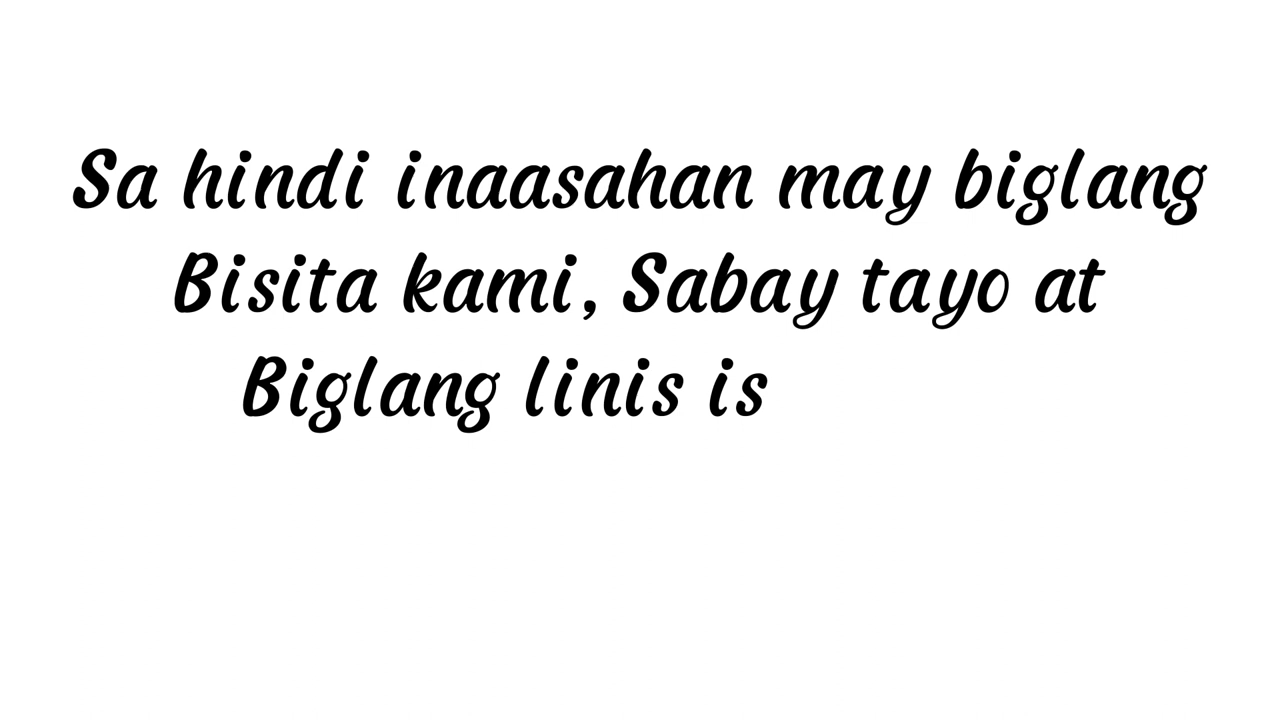 Sa hindi inaasahan may biglang
Bisita kami, Sabay tayo at
Biglang linis is